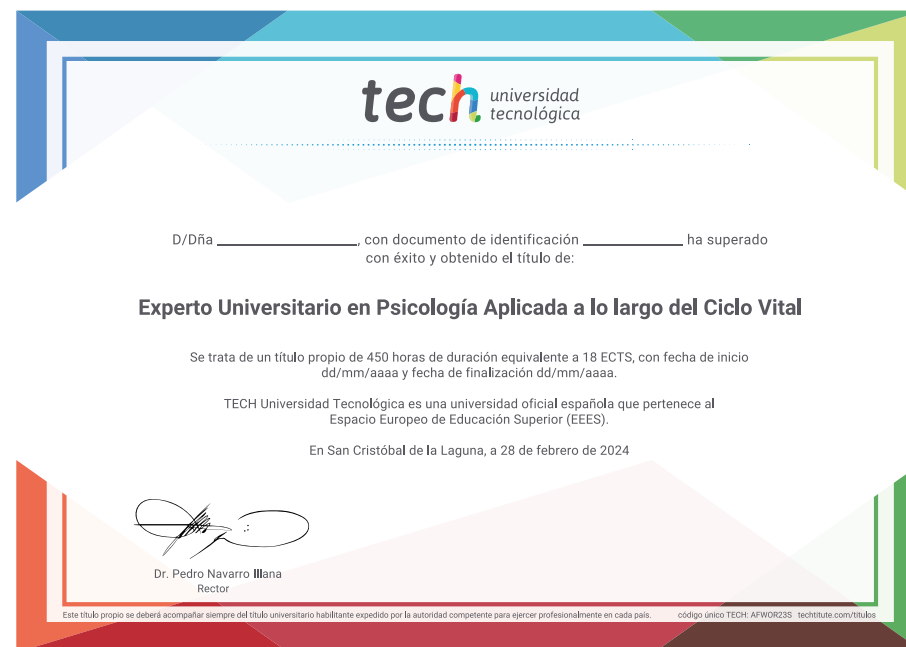 tech universidad
tecnológica
D/Dña ____________________, con documento de identificación ______________ ha superado
con éxito y obtenido el título de:
Experto Universitario en Psicología Aplicada a lo largo del Ciclo Vital
Se trata de un título propio de 450 horas de duración equivalente a 18 ECTS, con fecha de inicio
dd/mm/aaaa y fecha de finalización dd/mm/aaaa.
TECH Universidad Tecnológica es una universidad oficial española que pertenece al
Espacio Europeo de Educación Superior (EEES).
En San Cristóbal de la Laguna, a 28 de febrero de 2024
Dr. Pedro Navarro Illana
Rector
Este título propio se deberá acompañar siempre del título universitario habilitante expedido por la autoridad competente para ejercer profesionalmente en cada país. código único TECH: AFWOR23S techtitute.com/titulos